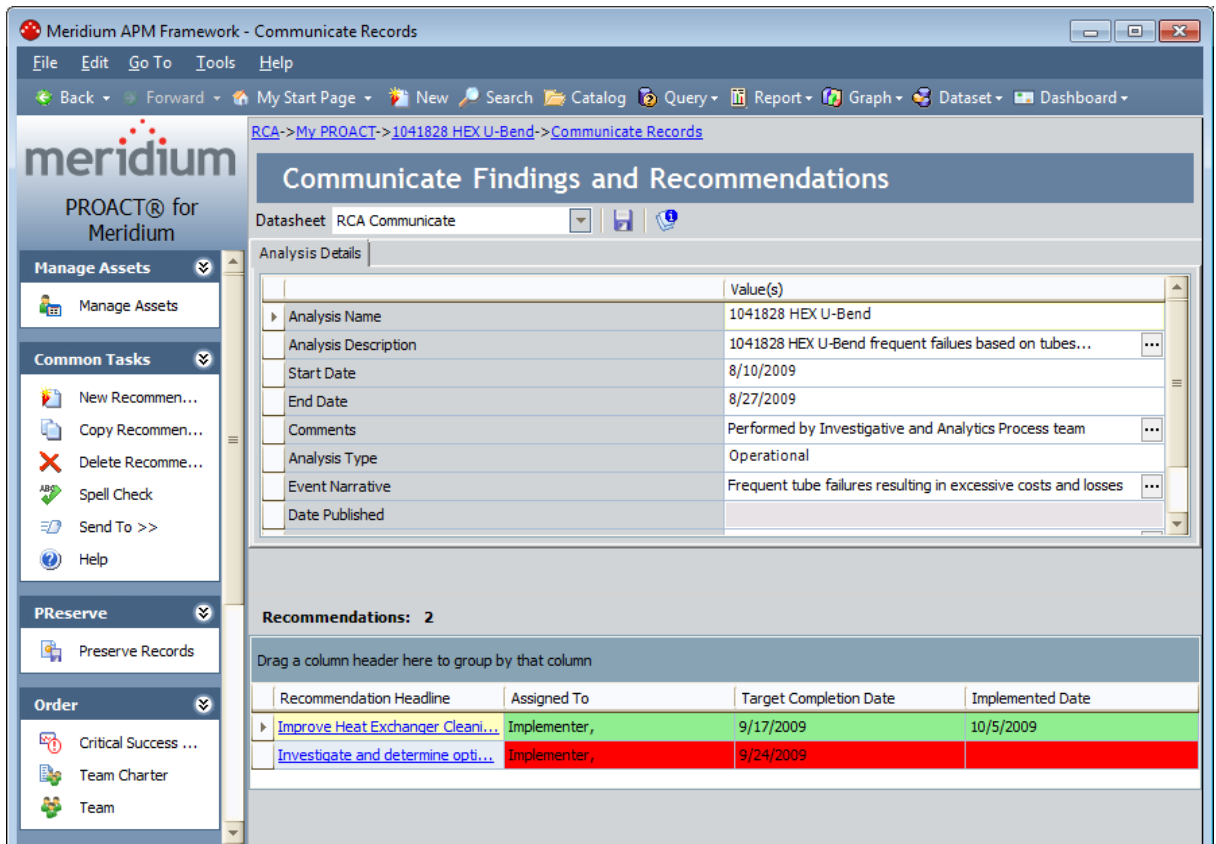 Meridium APM Framework - Communicate Records
File Edit Go To Tools Help
Back Forward My Start Page New Search Catalog Query Report Graph Dataset Dashboard
meridium
PROACT® for
Meridium
Manage Assets
Manage Assets
Common Tasks
New Recommen...
Copy Recommen...
Delete Recomme...
Spell Check
Send To >>
Help
PReserve
Preserve Records
Order
Critical Success ...
Team Charter
Team
RCA->My PROACT->1041828 HEX U-Bend->Communicate Records
Communicate Findings and Recommendations
Datasheet RCA Communicate
Analysis Details
Value(s)
Analysis Name 1041828 HEX U-Bend
Analysis Description 1041828 HEX U-Bend frequent failues based on tubes... ...
Start Date 8/10/2009
End Date 8/27/2009
Comments Performed by Investigative and Analytics Process team ...
Analysis Type Operational
Event Narrative Frequent tube failures resulting in excessive costs and losses ...
Date Published
Recommendations: 2
Drag a column header here to group by that column
Recommendation Headline Assigned To Target Completion Date Implemented Date
Improve Heat Exchanger Cleani... Implementer, 9/17/2009 10/5/2009
Investigate and determine opti... Implementer, 9/24/2009